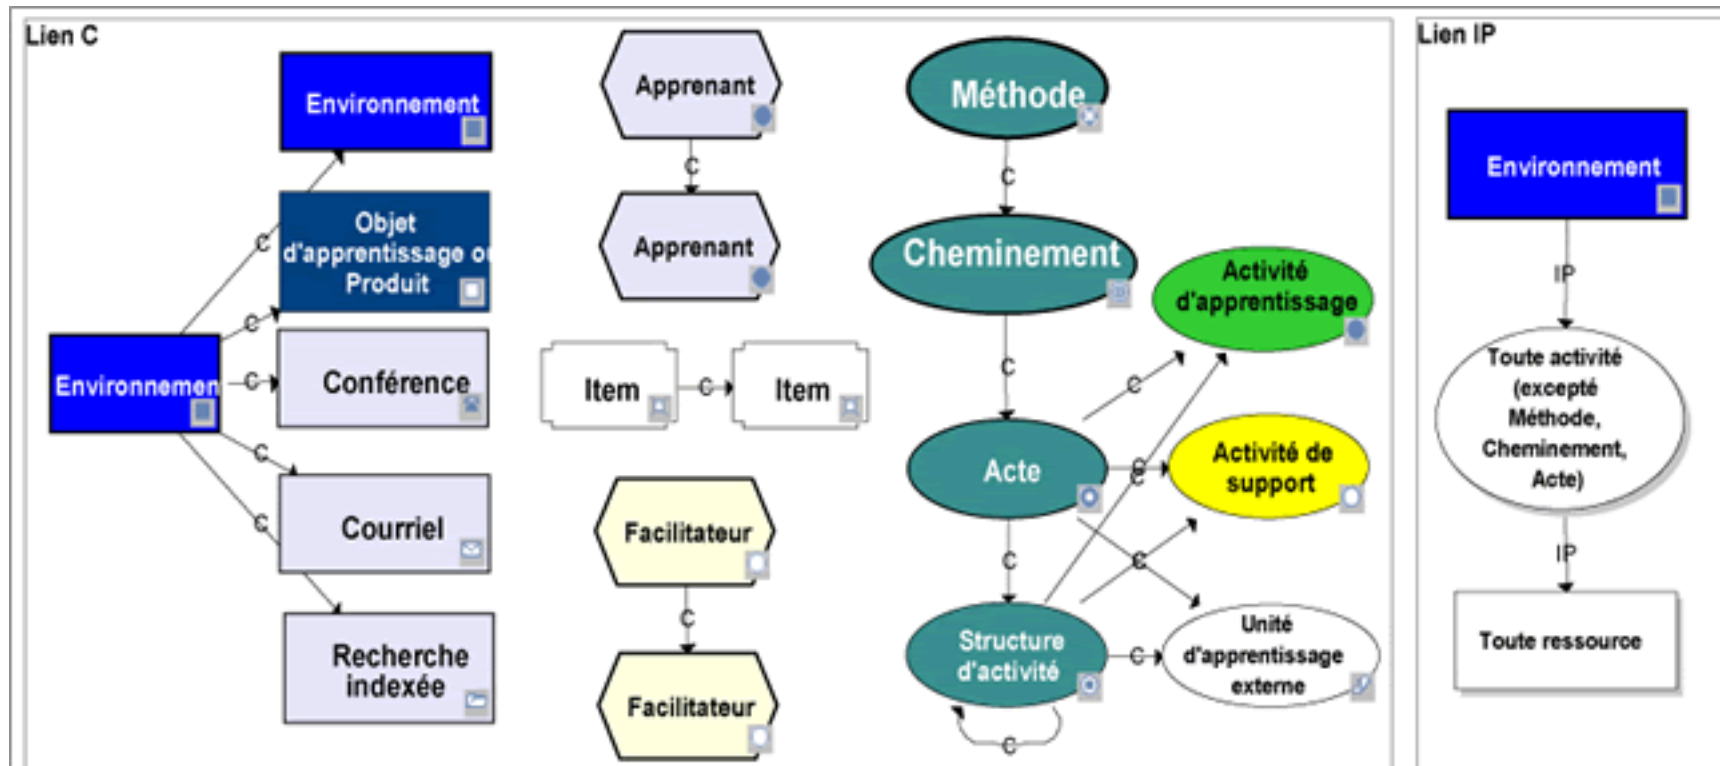 Lien C
Environnement
Objet
d'apprentissage ou
Produit
Environnemen
Conférence
Courriel
Recherche
indexée
C
C
C
C
C
Apprenant
C
Apprenant
Item
C
Item
Facilitateur
C
Facilitateur
Méthode
C
Cheminement
C
Acte
C
Structure
d'activité
C
Activité
d'apprentissage
Activité de
support
Unité
d'apprentissage
externe
C
C
C
C
C
Lien IP
Environnement
IP
Toute activité
(excepté
Méthode,
Cheminement,
Acte)
IP
Toute ressource